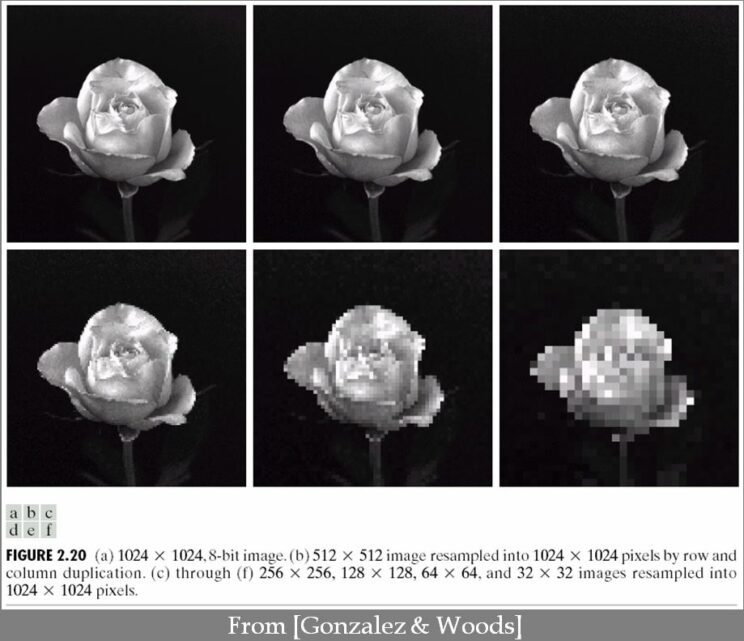 a b c
d e f
FIGURE 2.20 (a) 1024 × 1024, 8-bit image. (b) 512 × 512 image resampled into 1024 × 1024 pixels by row and
column duplication. (c) through (f) 256 × 256, 128 × 128, 64 × 64, and 32 × 32 images resampled into
1024 × 1024 pixels.
From [Gonzalez & Woods]